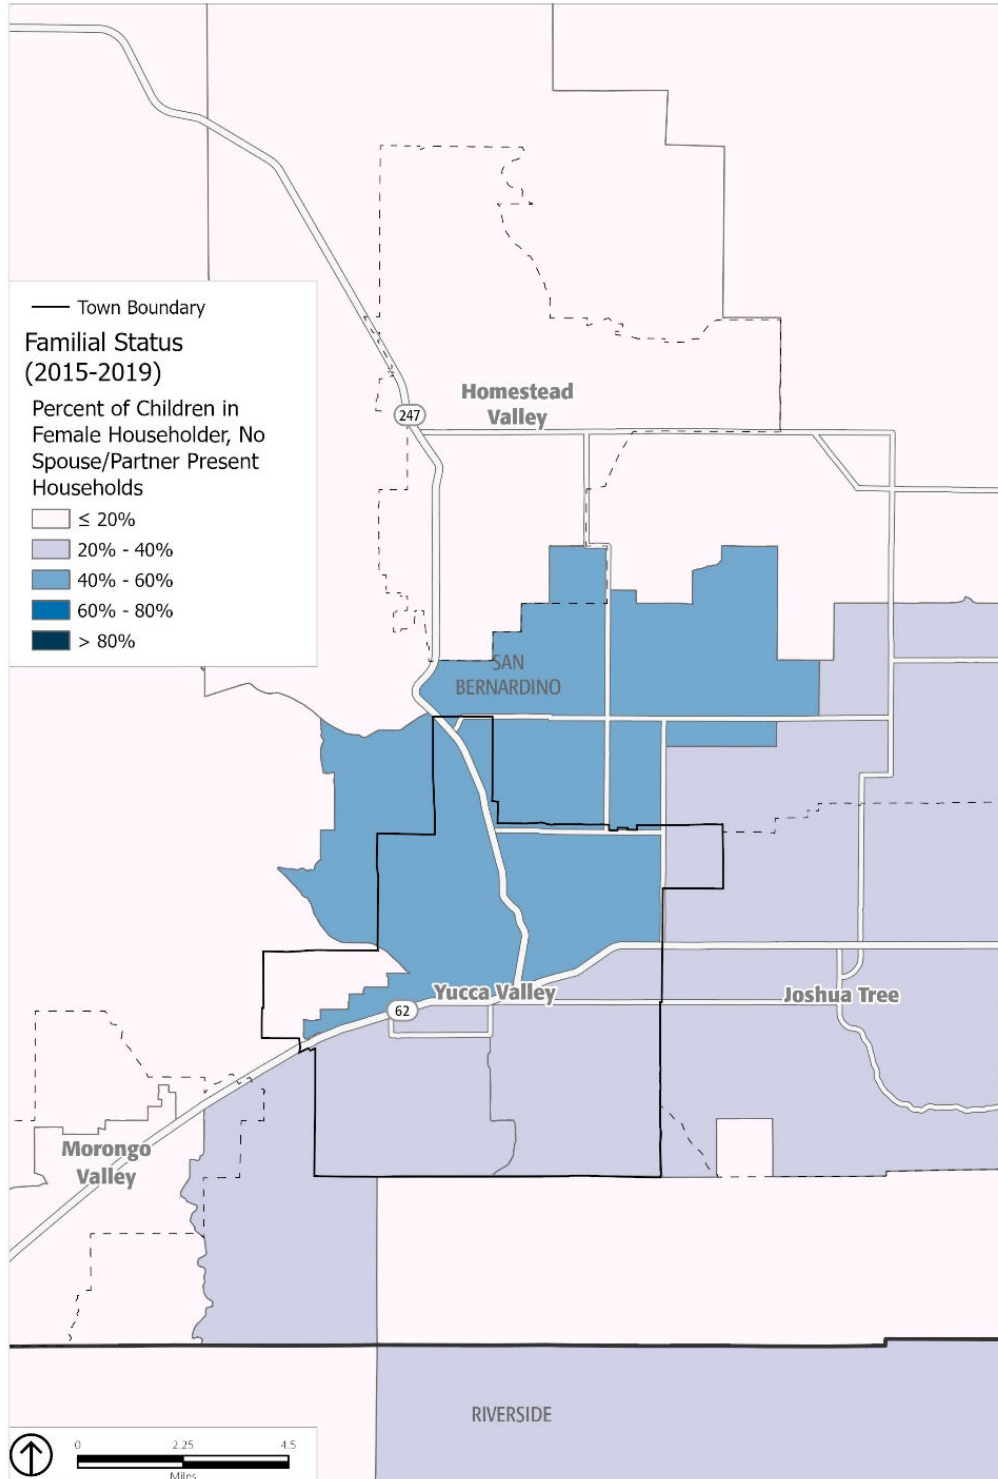 Town Boundary
Familial Status
(2015-2019)
Percent of Children in
Female Householder, No
Spouse/Partner Present
Households
≤ 20%
20% - 40%
40% - 60%
60% - 80%
> 80%
Homestead
Valley
247
SAN
BERNARDINO
Yucca Valley
Joshua Tree
62
Morongo
Valley
RIVERSIDE
0 2.25 4.5
Miles